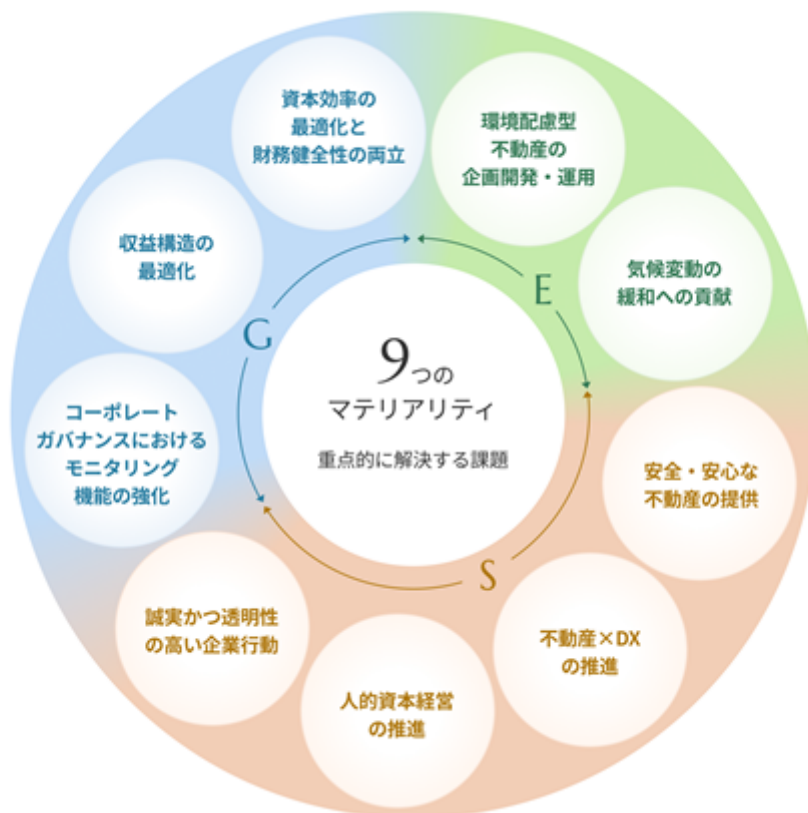 資本効率の
最適化と
財務健全性の両立
環境配慮型
不動産の
企画開発・運用
収益構造の
最適化
気候変動の
緩和への貢献
E
G
9つの
マテリアリティ
重点的に解決する課題
コーポレート
ガバナンスにおける
モニタリング
機能の強化
安全・安心な
不動産の提供
S
誠実かつ透明性
の高い企業行動
不動産×DX
の推進
人的資本経営
の推進